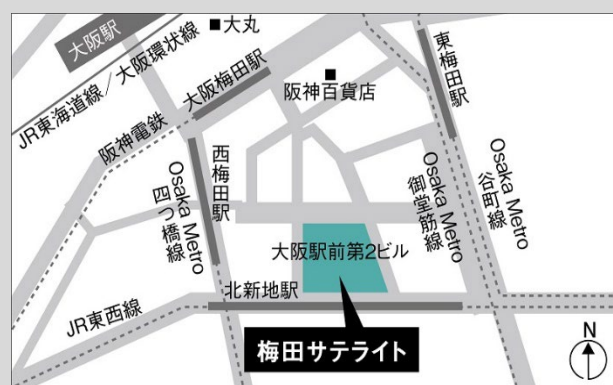 大阪駅
大丸
JR東海道線／大阪環状線
大阪梅田駅
阪神百貨店
東梅田駅
阪神電鉄
西梅田駅
Osaka Metro
四つ橋線
Osaka Metro
御堂筋線
Osaka Metro
谷町線
大阪駅前第2ビル
北新地駅
JR東西線
梅田サテライト
N